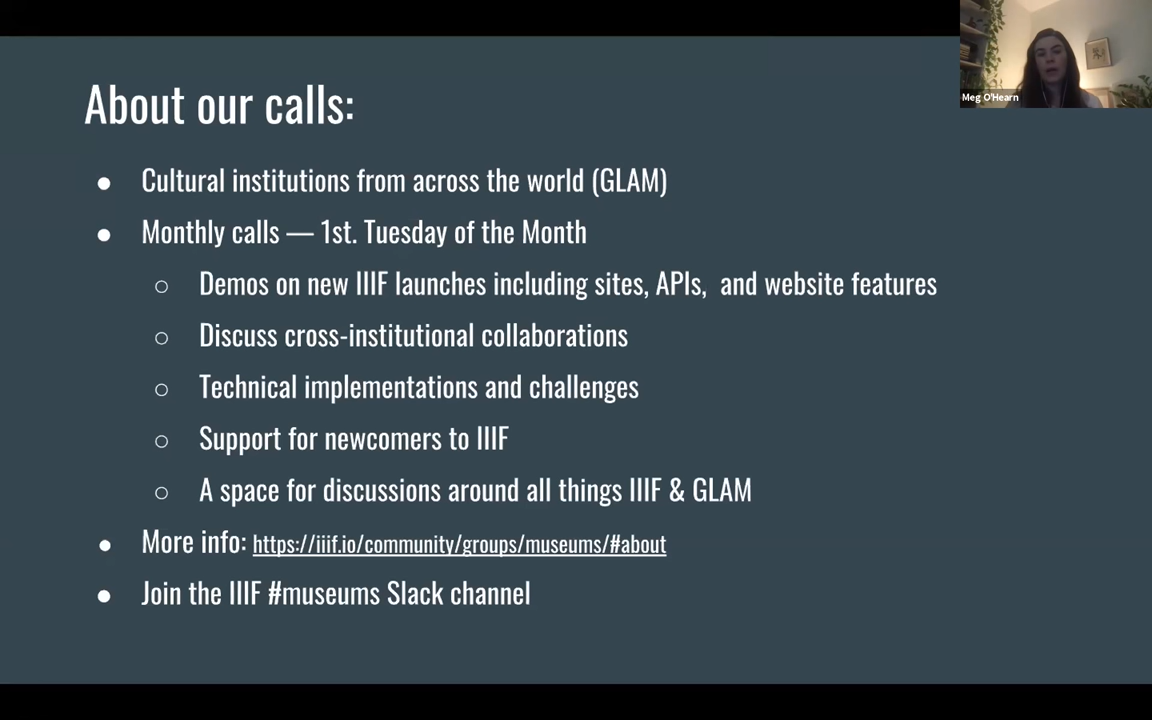 Meg O'Hearn
About our calls:
● Cultural institutions from across the world (GLAM)
● Monthly calls — 1st. Tuesday of the Month
○ Demos on new IIIF launches including sites, APIs,  and website features
○ Discuss cross-institutional collaborations
○ Technical implementations and challenges
○ Support for newcomers to IIIF
○ A space for discussions around all things IIIF & GLAM
● More info: https://iiif.io/community/groups/museums/#about
● Join the IIIF #museums Slack channel